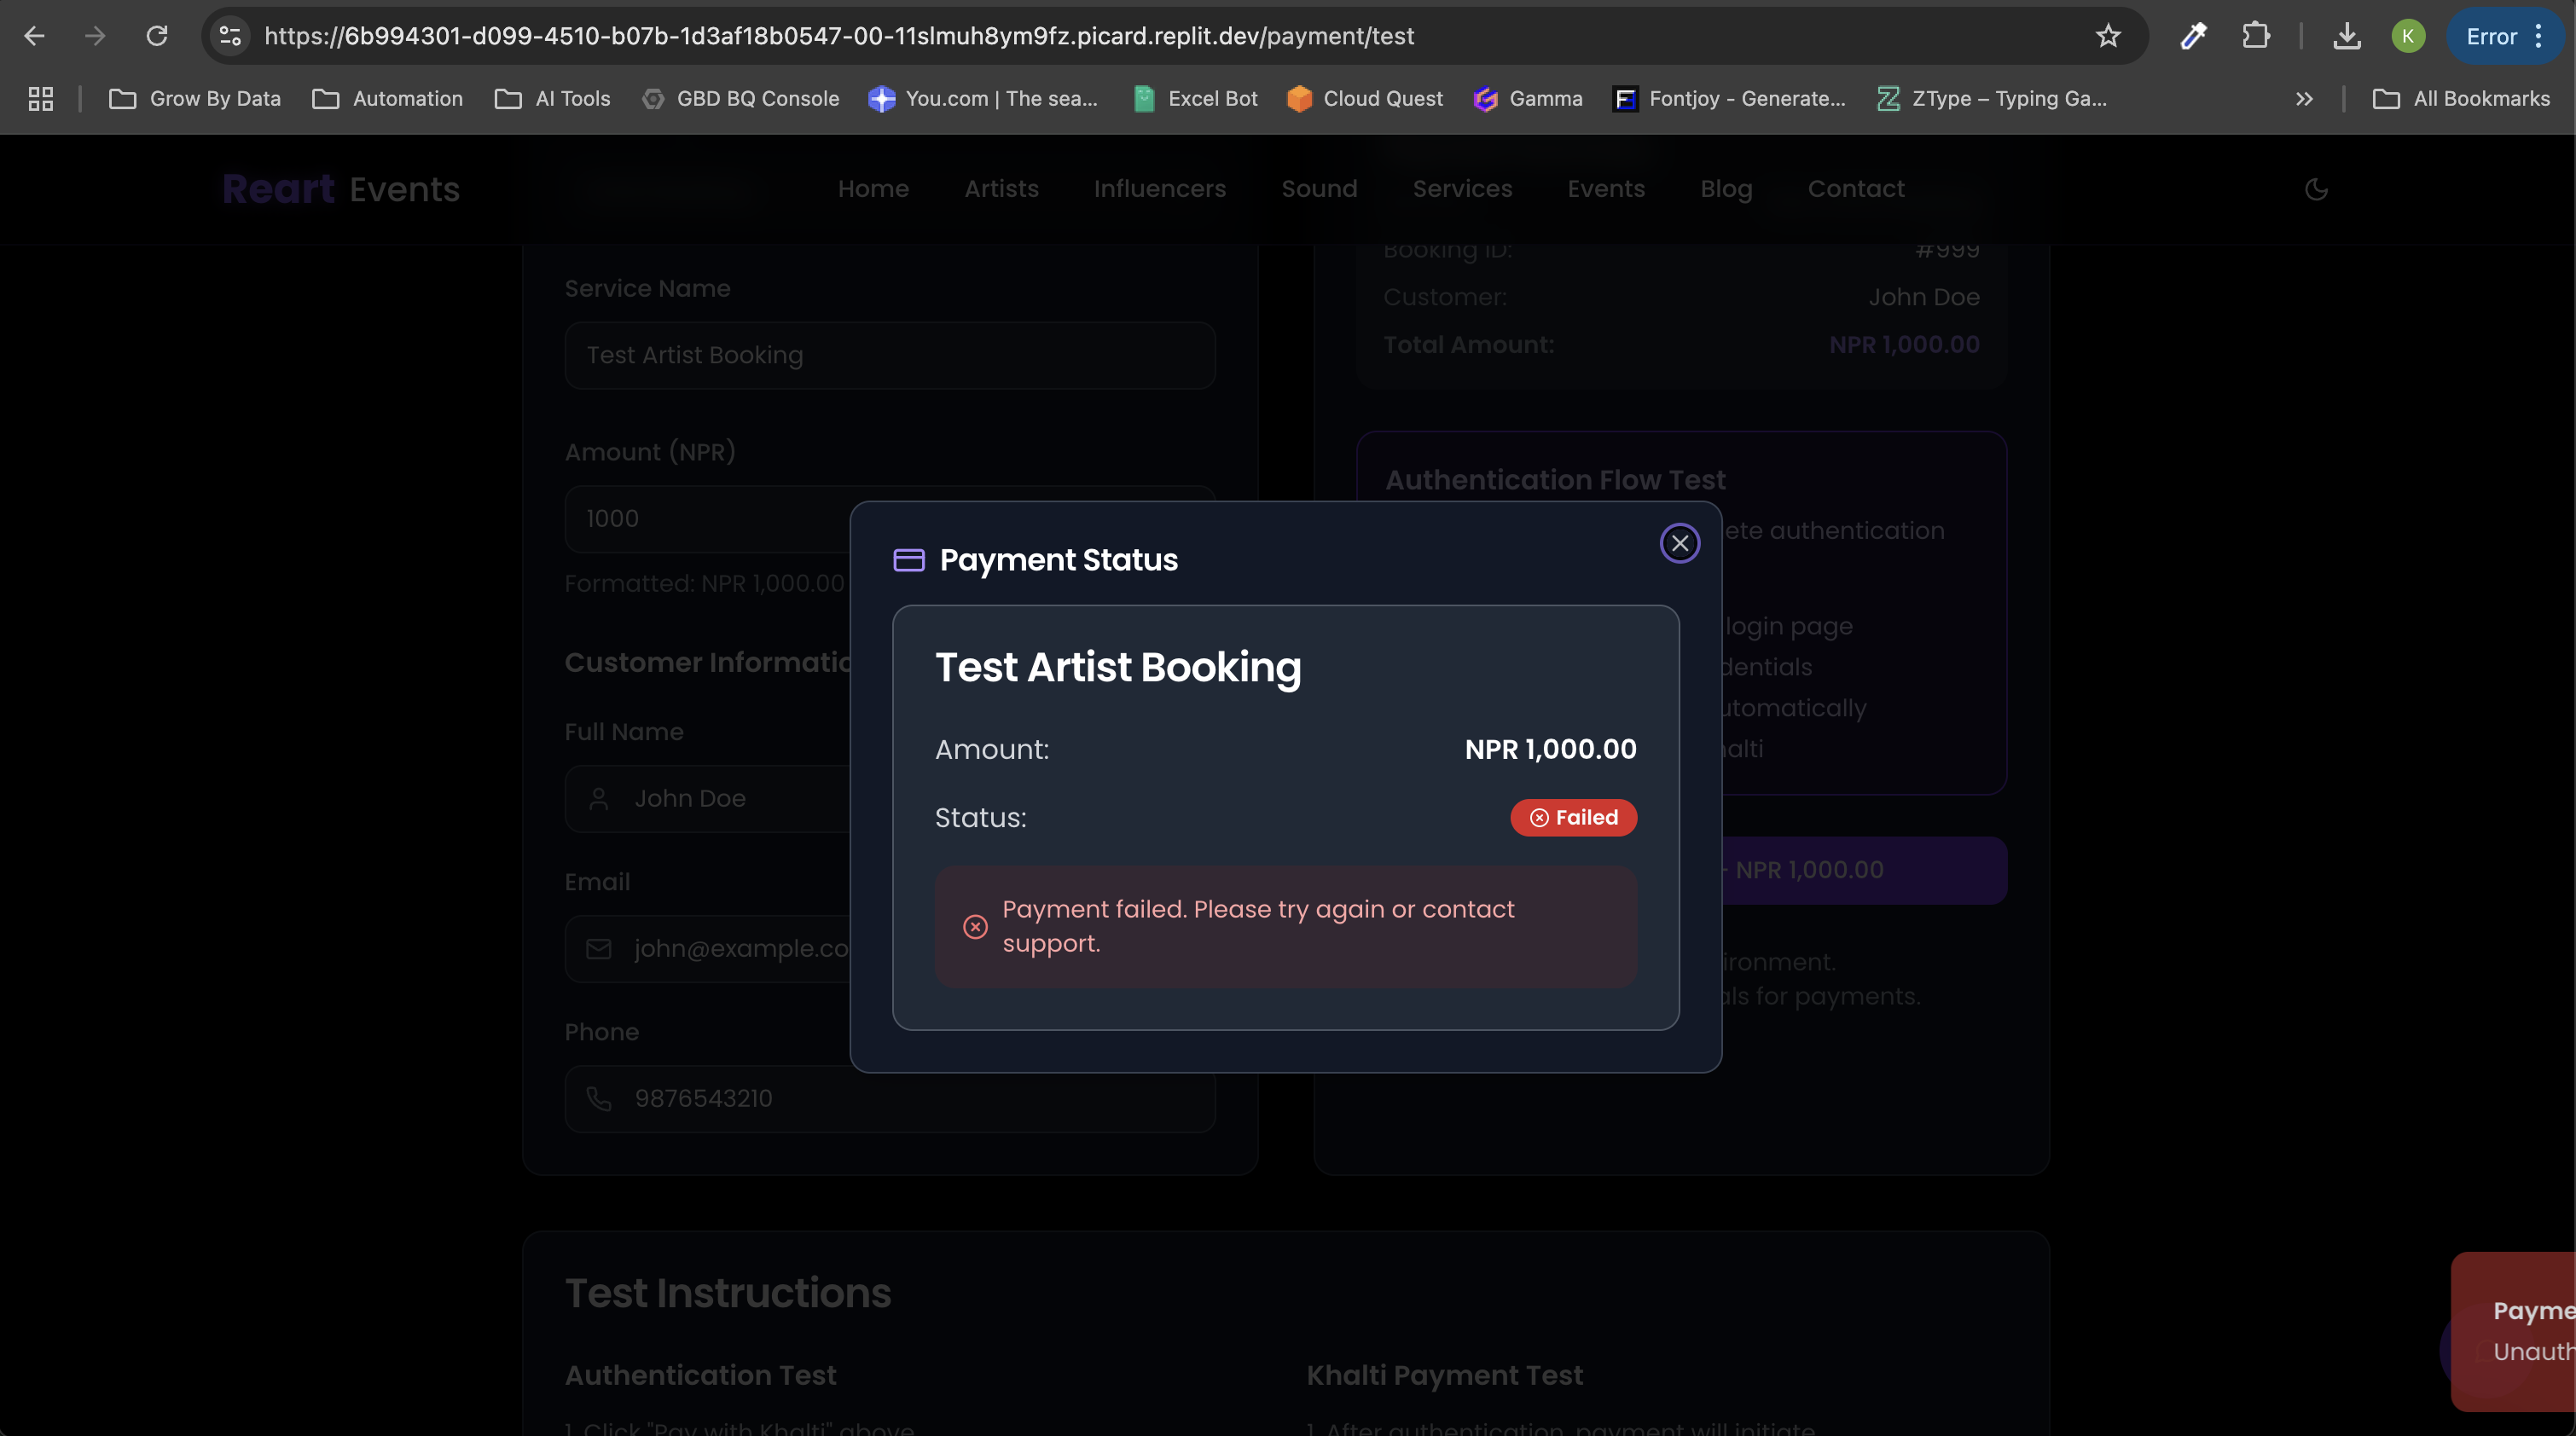 https://6b994301-d099-4510-b07b-1d3af18b0547-00-11slmuh8ym9fz.picard.replit.dev/payment/test
K
Error
Grow By Data
Automation
AI Tools
GBD BQ Console
You.com | The sea...
Excel Bot
Cloud Quest
Gamma
Fontjoy - Generate...
ZType – Typing Ga...
All Bookmarks
Reart Events
Home
Artists
Influencers
Sound
Services
Events
Blog
Contact
Booking ID:
#999
Service Name
Customer:
John Doe
Test Artist Booking
Total Amount:
NPR 1,000.00
Amount (NPR)
1000
Formatted: NPR 1,000.00
Authentication Flow Test
ete authentication
login page
dentials
utomatically
alti
- NPR 1,000.00
ironment.
als for payments.
Payment Status
Test Artist Booking
Amount:
NPR 1,000.00
Status:
Failed
Payment failed. Please try again or contact
support.
Customer Informatio
Full Name
John Doe
Email
john@example.co
Phone
9876543210
Test Instructions
Authentication Test
1. Click "Pay with Khalti" above
Khalti Payment Test
1. After authentication, payment will initiate
Payme
Unauth